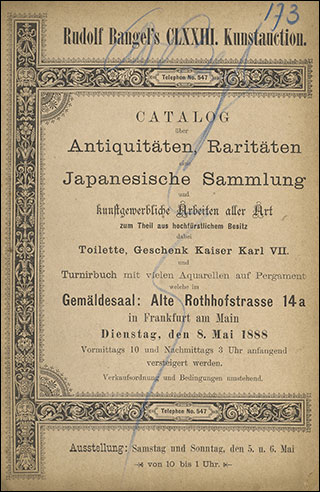 173
Rudolf Bangel's CLXXIII. Kunstauction.
Telephon No. 547
CATALOG
über
Antiquitäten, Raritäten
Japanesische Sammlung
und
kunstgewerbliche Arbeiten aller Art
zum Theil aus hochfürstlichem Besitz
dabei
Toilette, Geschenk Kaiser Karl VII.
und
Turnirbuch mit vielen Aquarellen auf Pergament
welche im
Gemäldesaal: Alte Rothhofstrasse 14a
in Frankfurt am Main
Dienstag, den 8. Mai 1888
Vormittags 10 und Nachmittags 3 Uhr anfangend
versteigert werden.
Verkaufsordnung und Bedingungen umstehend.
Telephon No. 547
Ausstellung: Samstag und Sonntag, den 5. u. 6. Mai
von 10 bis 1 Uhr.